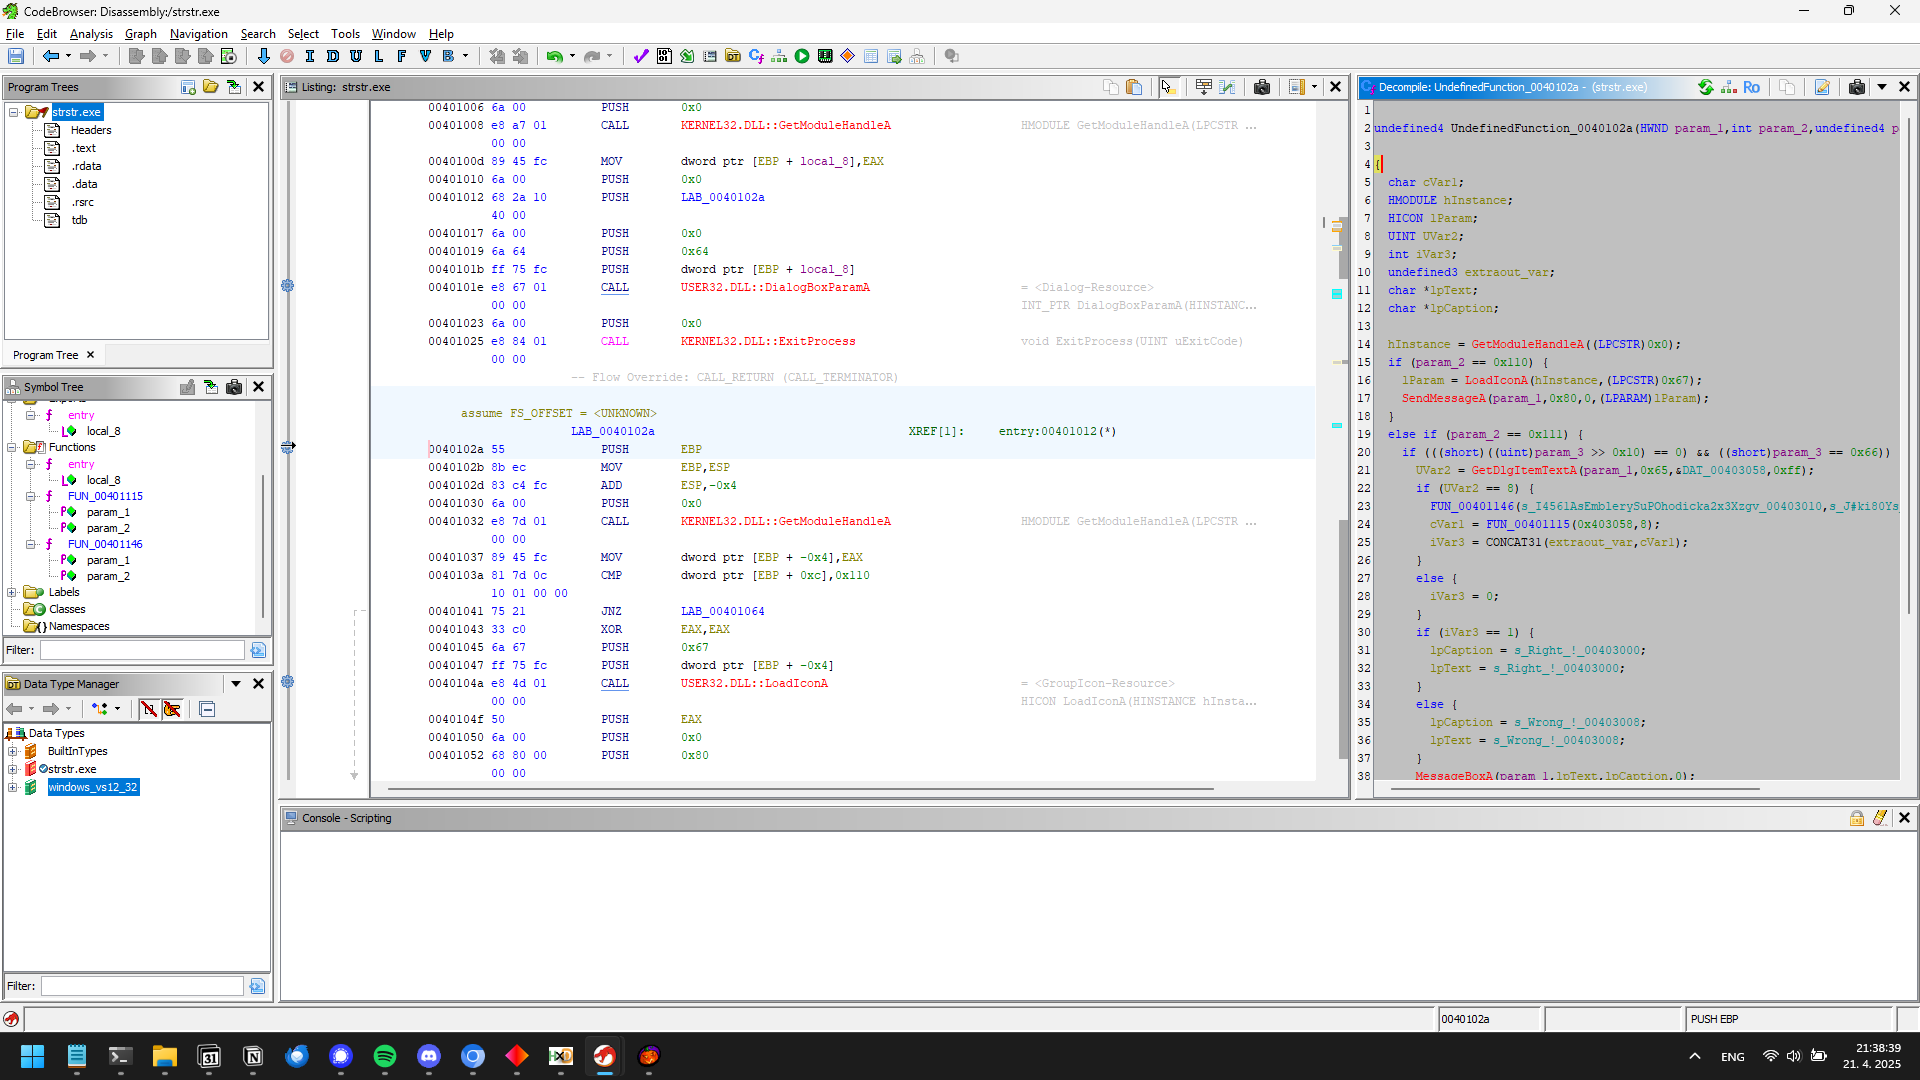 CodeBrowser: Disassembly:/strstr.exe
File Edit Analysis Graph Navigation Search Select Tools Window Help
I D U L F V B
Program Trees
strstr.exe
Headers
.text
.rdata
.data
.rsrc
tdb
Program Tree
Symbol Tree
entry
local_8
Functions
entry
local_8
FUN_00401115
param_1
param_2
FUN_00401146
param_1
param_2
Labels
Classes
Namespaces
Filter:
Data Type Manager
Data Types
BuiltInTypes
strstr.exe
windows_vs12_32
Filter:
Listing: strstr.exe
00401006 6a 00 PUSH 0x0
00401008 e8 a7 01 CALL KERNEL32.DLL::GetModuleHandleA HMODULE GetModuleHandleA(LPCSTR ...
00 00
0040100d 89 45 fc MOV dword ptr [EBP + local_8],EAX
00401010 6a 00 PUSH 0x0
00401012 68 2a 10 PUSH LAB_0040102a
40 00
00401017 6a 00 PUSH 0x0
00401019 6a 64 PUSH 0x64
0040101b ff 75 fc PUSH dword ptr [EBP + local_8]
0040101e e8 67 01 CALL USER32.DLL::DialogBoxParamA = <Dialog-Resource>
00 00 INT_PTR DialogBoxParamA(HINSTANC...
00401023 6a 00 PUSH 0x0
00401025 e8 84 01 CALL KERNEL32.DLL::ExitProcess void ExitProcess(UINT uExitCode)
00 00
-- Flow Override: CALL_RETURN (CALL_TERMINATOR)
assume FS_OFFSET = <UNKNOWN>
LAB_0040102a XREF[1]: entry:00401012(*)
0040102a 55 PUSH EBP
0040102b 8b ec MOV EBP,ESP
0040102d 83 c4 fc ADD ESP,-0x4
00401030 6a 00 PUSH 0x0
00401032 e8 7d 01 CALL KERNEL32.DLL::GetModuleHandleA HMODULE GetModuleHandleA(LPCSTR ...
00 00
00401037 89 45 fc MOV dword ptr [EBP + -0x4],EAX
0040103a 81 7d 0c CMP dword ptr [EBP + 0xc],0x110
10 01 00 00
00401041 75 21 JNZ LAB_00401064
00401043 33 c0 XOR EAX,EAX
00401045 6a 67 PUSH 0x67
00401047 ff 75 fc PUSH dword ptr [EBP + -0x4]
0040104a e8 4d 01 CALL USER32.DLL::LoadIconA = <GroupIcon-Resource>
00 00 HICON LoadIconA(HINSTANCE hInsta...
0040104f 50 PUSH EAX
00401050 6a 00 PUSH 0x0
00401052 68 80 00 PUSH 0x80
00 00
Decompile: UndefinedFunction_0040102a - (strstr.exe)
Ro
1
2 undefined4 UndefinedFunction_0040102a(HWND param_1,int param_2,undefined4 p
3
4 {
5 char cVar1;
6 HMODULE hInstance;
7 HICON lParam;
8 UINT UVar2;
9 int iVar3;
10 undefined3 extraout_var;
11 char *lpText;
12 char *lpCaption;
13
14 hInstance = GetModuleHandleA((LPCSTR)0x0);
15 if (param_2 == 0x110) {
16 lParam = LoadIconA(hInstance,(LPCSTR)0x67);
17 SendMessageA(param_1,0x80,0,(LPARAM)lParam);
18 }
19 else if (param_2 == 0x111) {
20 if (((short)((uint)param_3 >> 0x10) == 0) && ((short)param_3 == 0x66))
21 UVar2 = GetDlgItemTextA(param_1,0x65,&DAT_00403058,0xff);
22 if (UVar2 == 8) {
23 FUN_00401146(s_I456lAsEmblerySuPOhodicka2x3Xzgv_00403010,s_J#ki80Ys
24 cVar1 = FUN_00401115(0x403058,8);
25 iVar3 = CONCAT31(extraout_var,cVar1);
26 }
27 else {
28 iVar3 = 0;
29 }
30 if (iVar3 == 1) {
31 lpCaption = s_Right_!_00403000;
32 lpText = s_Right_!_00403000;
33 }
34 else {
35 lpCaption = s_Wrong_!_00403008;
36 lpText = s_Wrong_!_00403008;
37 }
38 MessageBoxA(param_1,lpText,lpCaption,0);
Console - Scripting
0040102a
PUSH EBP
31
ENG
21:38:39
21. 4. 2025